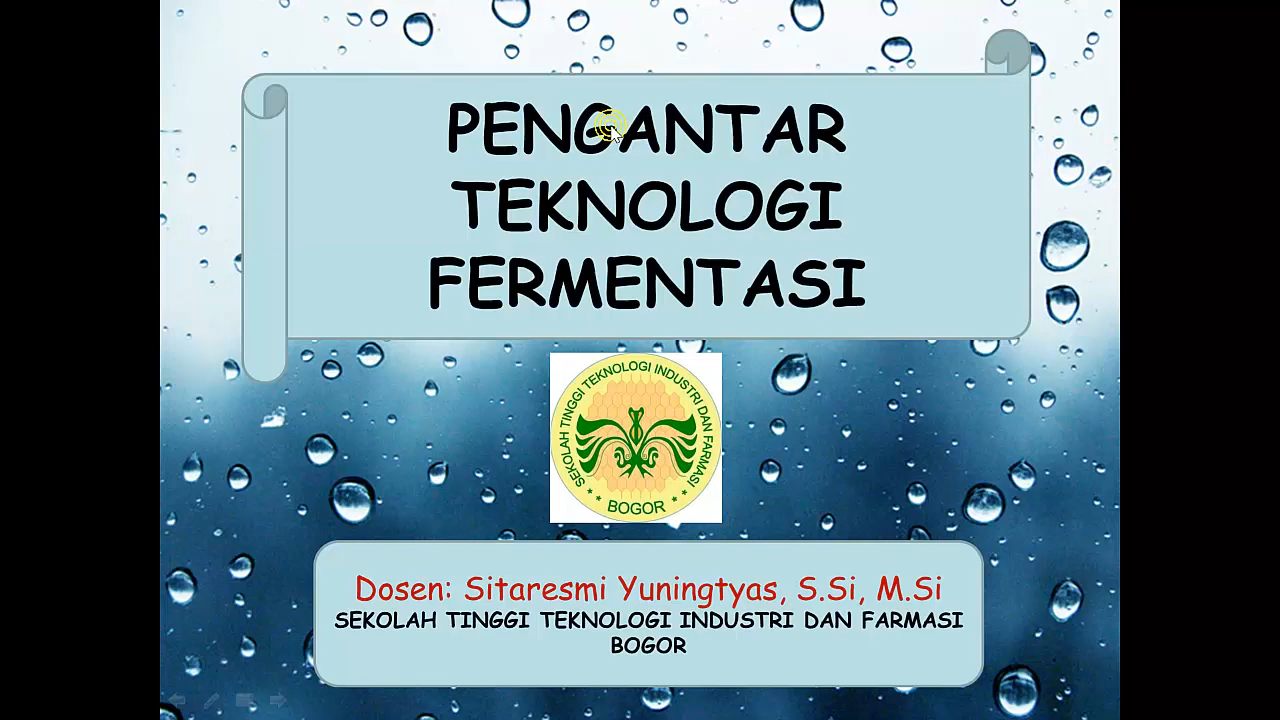 PENGANTAR
TEKNOLOGI
FERMENTASI
SEKOLAH TINGGI TEKNOLOGI INDUSTRI DAN FARMASI
* * BOGOR * *
Dosen: Sitaresmi Yuningtyas, S.Si, M.Si
SEKOLAH TINGGI TEKNOLOGI INDUSTRI DAN FARMASI
BOGOR